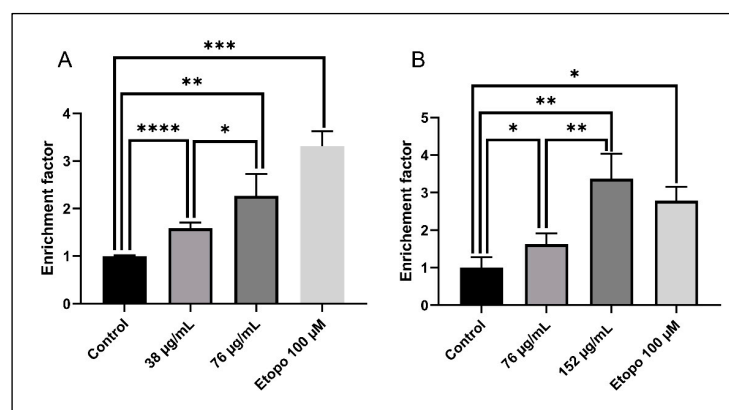 A
***
**
****
*
Enrichment factor
4
3
2
1
0
Control
38 µg/mL
76 µg/mL
Etopo 100 µM
B
*
**
*
**
Enrichement factor
5
4
3
2
1
0
Control
76 µg/mL
152 µg/mL
Etopo 100 µM